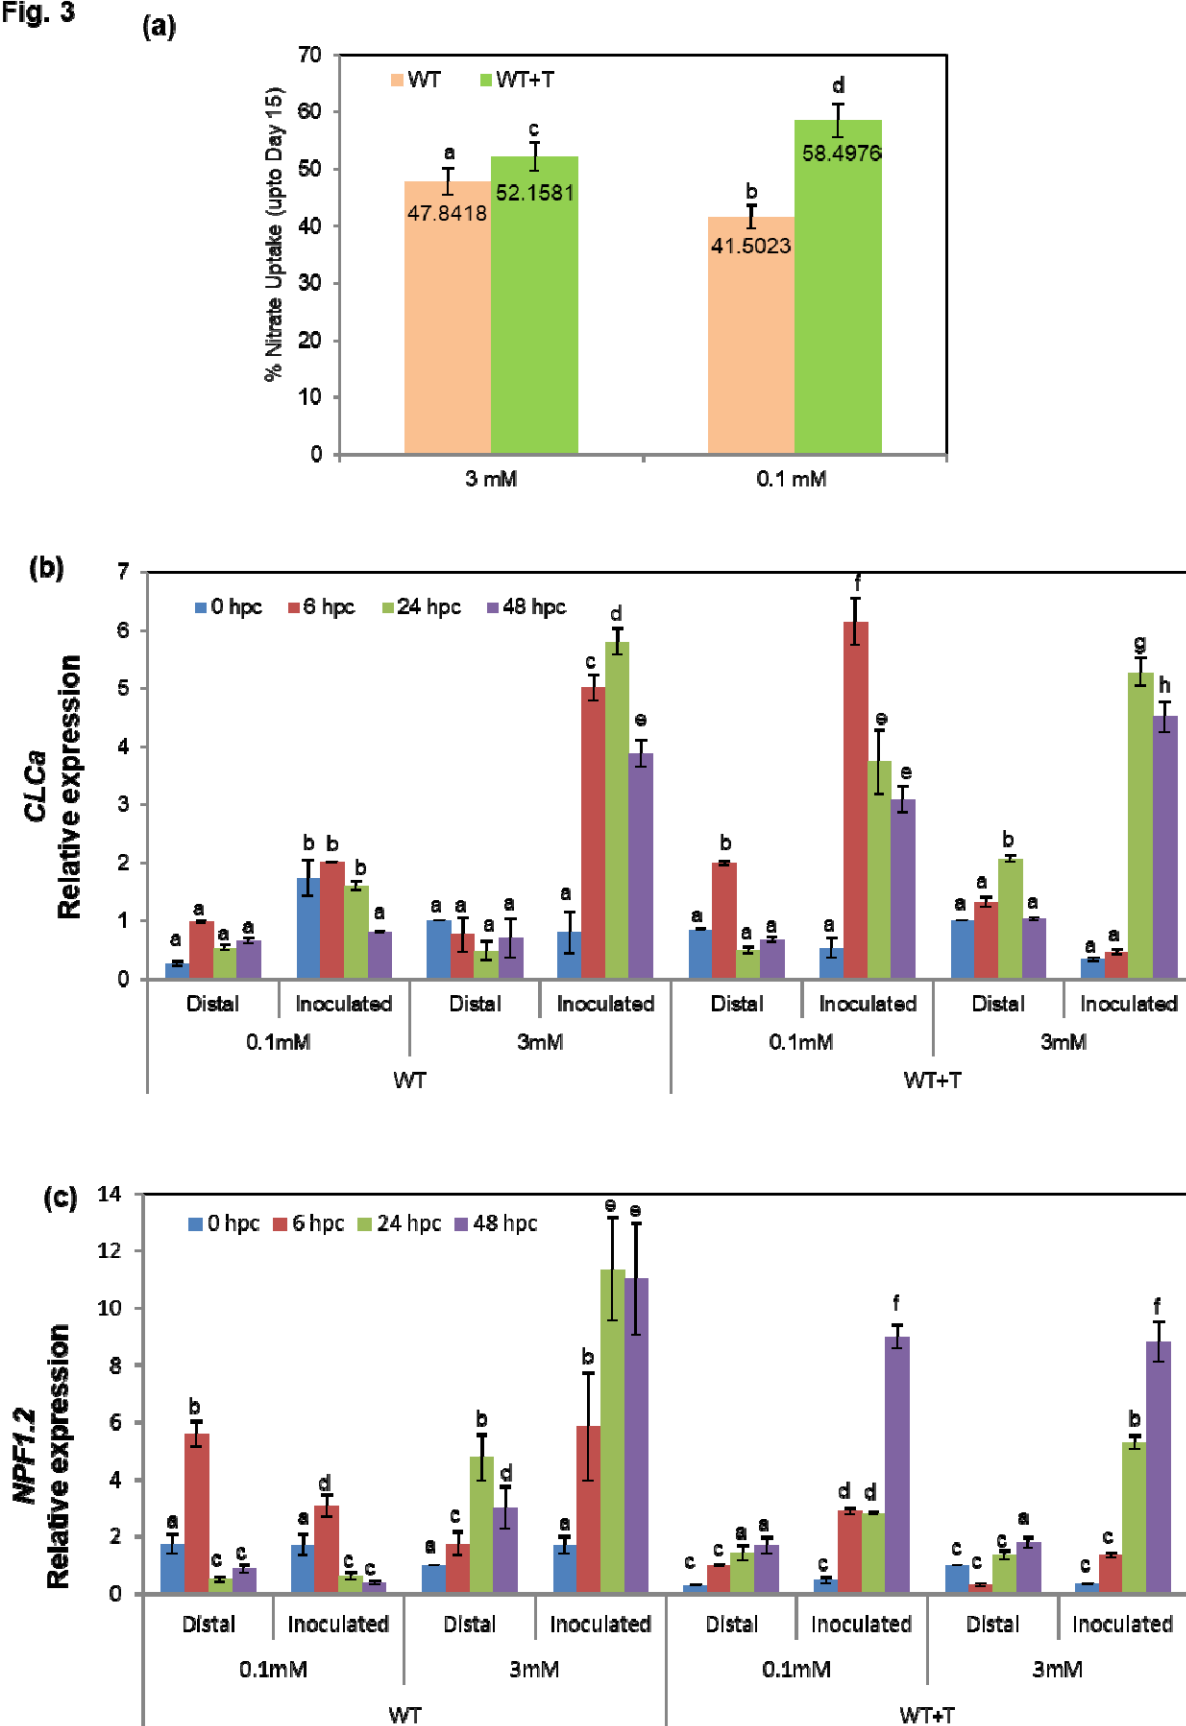 Fig. 3
(a)
70
60
50
40
30
20
10
0
% Nitrate Uptake (upto Day 15)
WT WT+T
a c b d
47.8418 52.1581 41.5023 58.4976
3 mM 0.1 mM
(b)
CLCa
Relative expression
7
6
5
4
3
2
1
0
0 hpc 6 hpc 24 hpc 48 hpc
a a a a b b b a a a a a a c d e a b a a a f e e a a b a a a g h
Distal Inoculated Distal Inoculated Distal Inoculated Distal Inoculated
0.1mM 3mM 0.1mM 3mM
WT WT+T
(c)
NPF1.2
Relative expression
14
12
10
8
6
4
2
0
0 hpc 6 hpc 24 hpc 48 hpc
a b c c a d c c a c b d a b e e c c a a c d d f c c c a c c b f
Distal Inoculated Distal Inoculated Distal Inoculated Distal Inoculated
0.1mM 3mM 0.1mM 3mM
WT WT+T